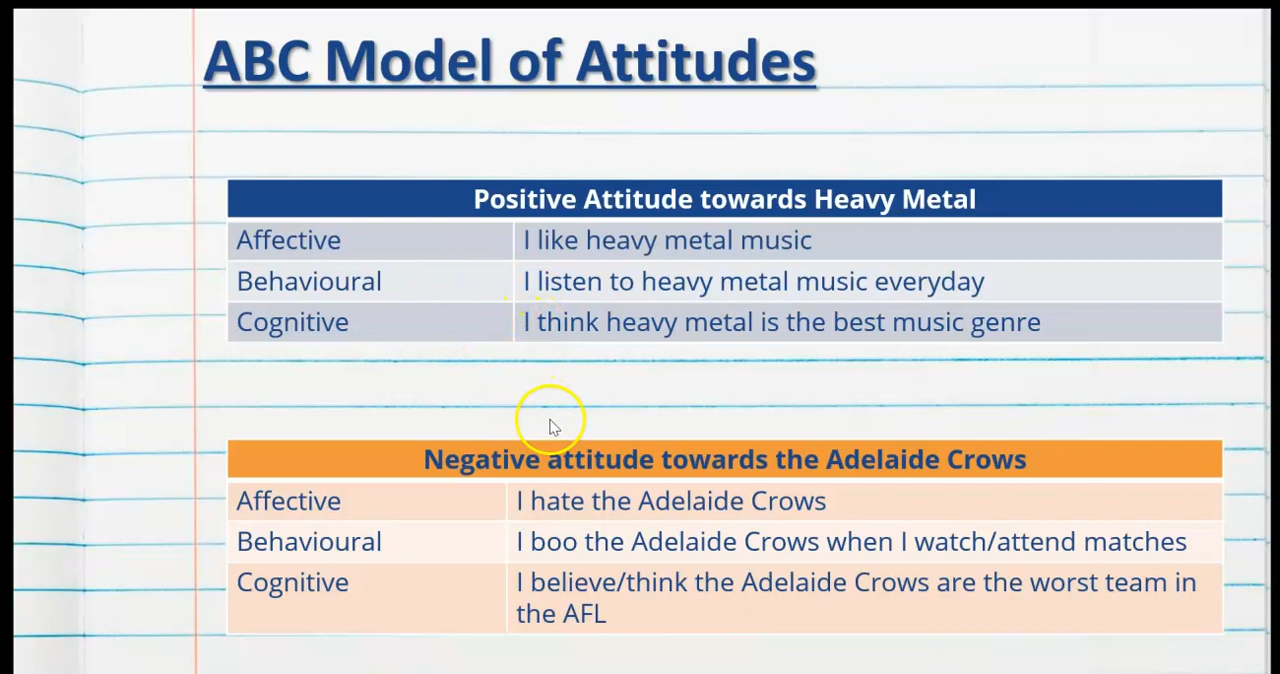 ABC Model of Attitudes
Positive Attitude towards Heavy Metal
Affective I like heavy metal music
Behavioural I listen to heavy metal music everyday
Cognitive I think heavy metal is the best music genre
Negative attitude towards the Adelaide Crows
Affective I hate the Adelaide Crows
Behavioural I boo the Adelaide Crows when I watch/attend matches
Cognitive I believe/think the Adelaide Crows are the worst team in
the AFL